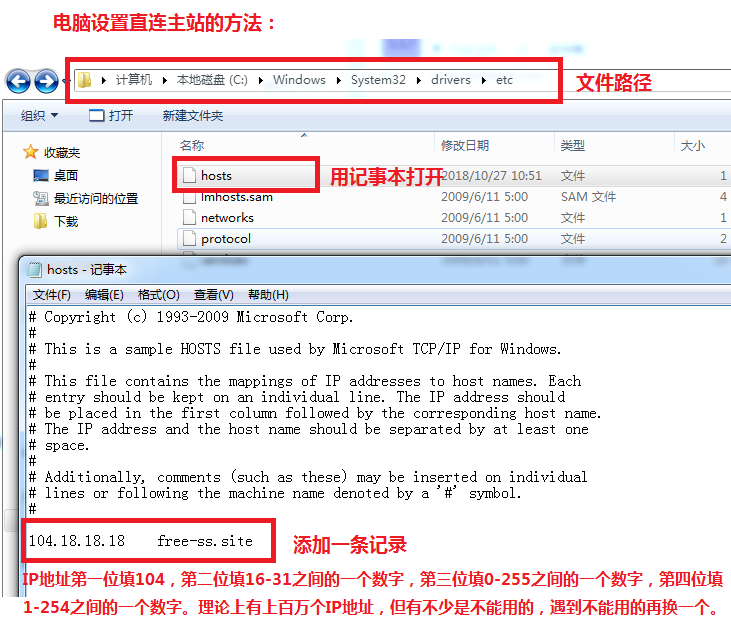 电脑设置直连主站的方法：
计算机 本地磁盘 (C:) Windows System32 drivers etc 文件路径
组织 打开 新建文件夹
收藏夹 名称 修改日期 类型 大小
桌面 hosts 用记事本打开 2018/10/27 10:51 文件 1
最近访问的位置 lmhosts.sam 2009/6/11 5:00 SAM 文件 4
下载 networks 2009/6/11 5:00 文件 1
protocol 2009/6/11 5:00 文件 2
hosts - 记事本
文件(F) 编辑(E) 格式(O) 查看(V) 帮助(H)
# Copyright (c) 1993-2009 Microsoft Corp.
#
# This is a sample HOSTS file used by Microsoft TCP/IP for Windows.
#
# This file contains the mappings of IP addresses to host names. Each
# entry should be kept on an individual line. The IP address should
# be placed in the first column followed by the corresponding host name.
# The IP address and the host name should be separated by at least one
# space.
#
# Additionally, comments (such as these) may be inserted on individual
# lines or following the machine name denoted by a '#' symbol.
#
104.18.18.18 free-ss.site 添加一条记录
IP地址第一位填104，第二位填16-31之间的一个数字，第三位填0-255之间的一个数字，第四位填
1-254之间的一个数字。理论上有上百万个IP地址，但有不少是不能用的，遇到不能用的再换一个。